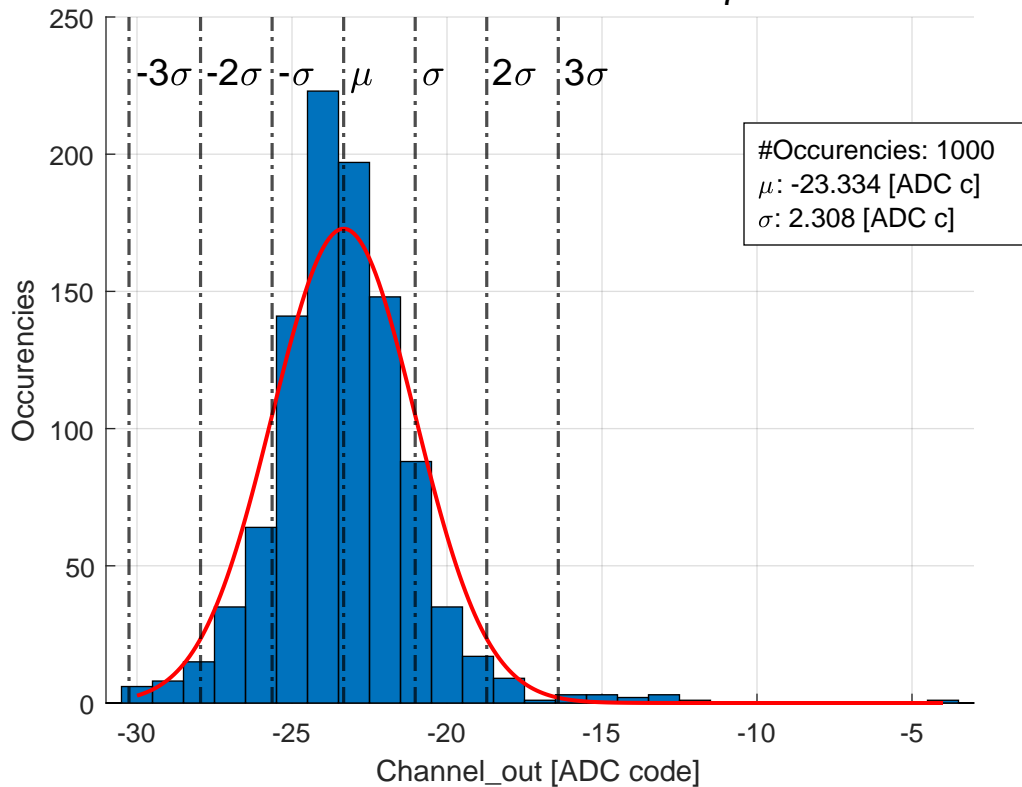 250
200
150
100
50
0
-3σ
-2σ
-σ
μ
σ
2σ
3σ
#Occurencies: 1000
μ: -23.334 [ADC c]
σ: 2.308 [ADC c]
Occurencies
-30
-25
-20
-15
-10
-5
Channel_out [ADC code]